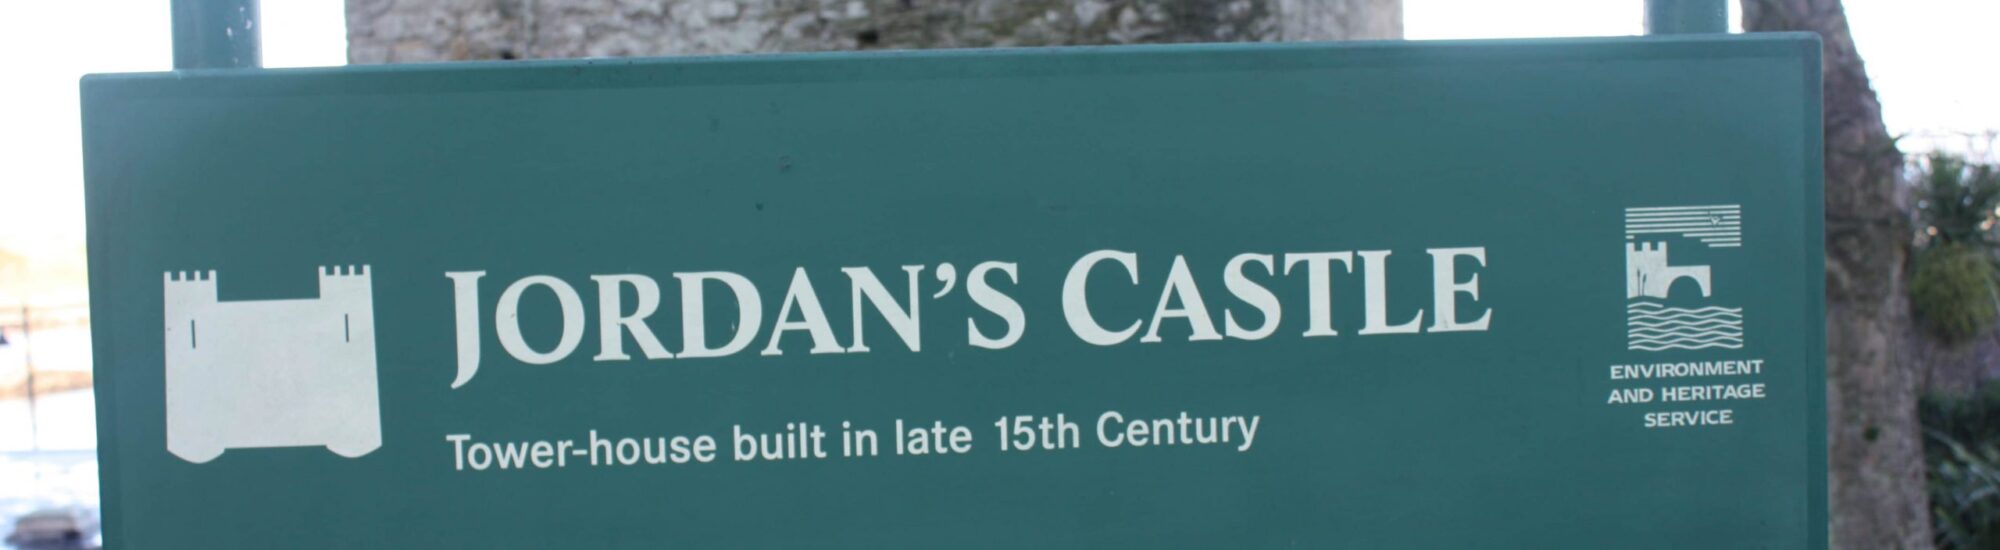 JORDAN'S CASTLE
Tower-house built in late 15th Century
ENVIRONMENT
AND HERITAGE
SERVICE